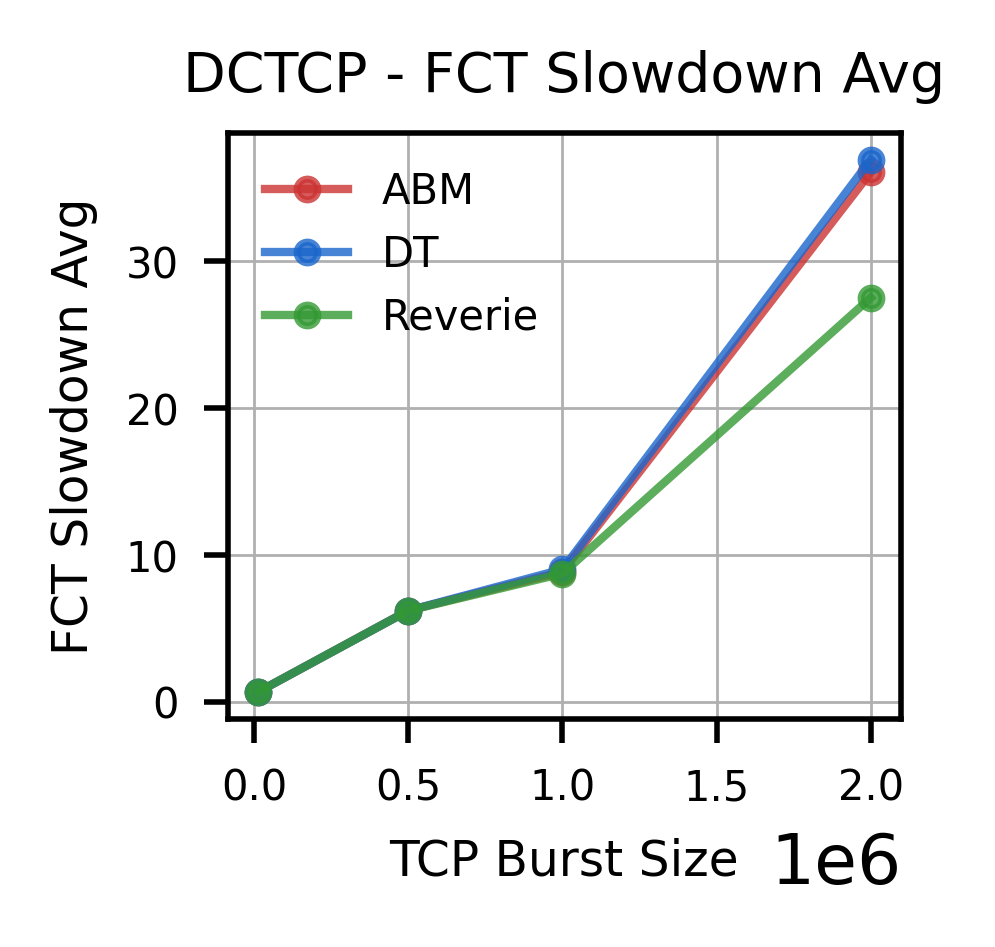 DCTCP - FCT Slowdown Avg
FCT Slowdown Avg
ABM
DT
Reverie
30
20
10
0
0.0 0.5 1.0 1.5 2.0
TCP Burst Size 1e6